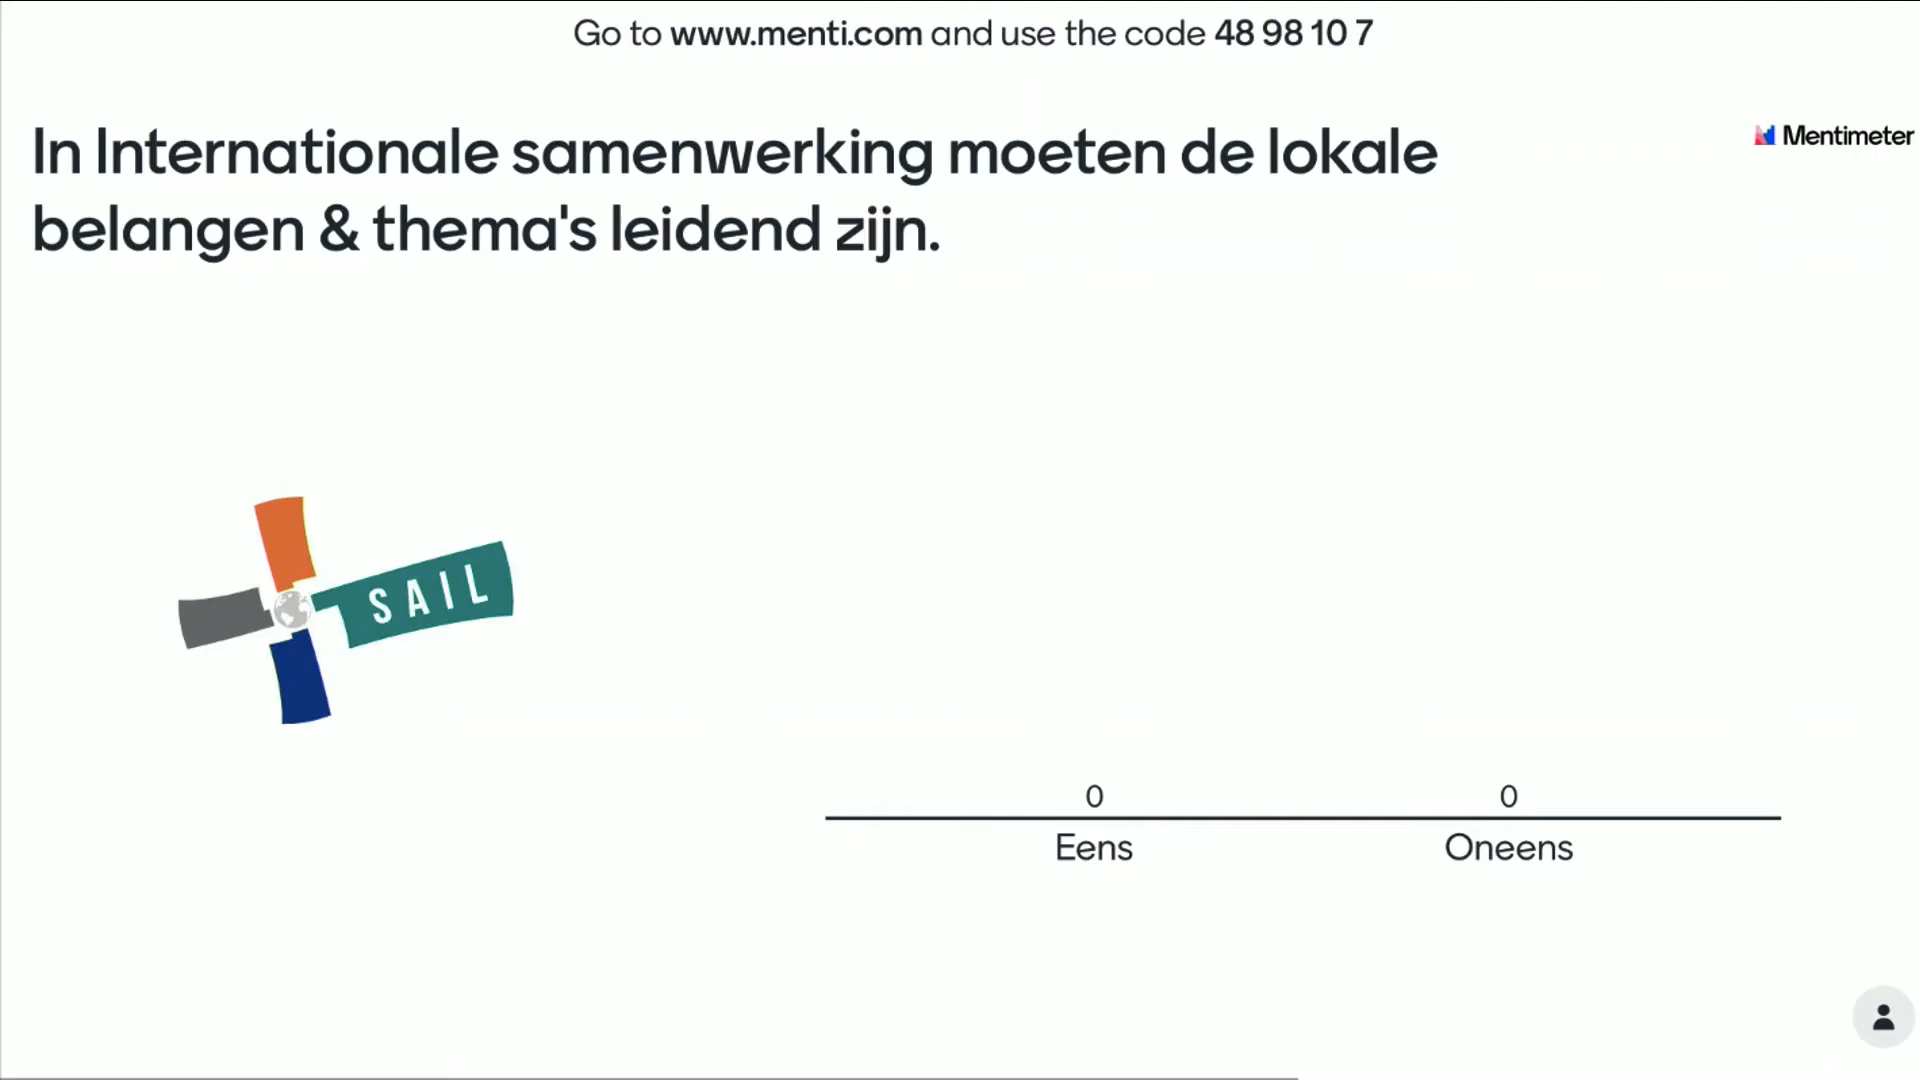 Go to www.menti.com and use the code 48 98 10 7
In Internationale samenwerking moeten de lokale
belangen & thema's leidend zijn.
Mentimeter
SAIL
0 0
Eens Oneens